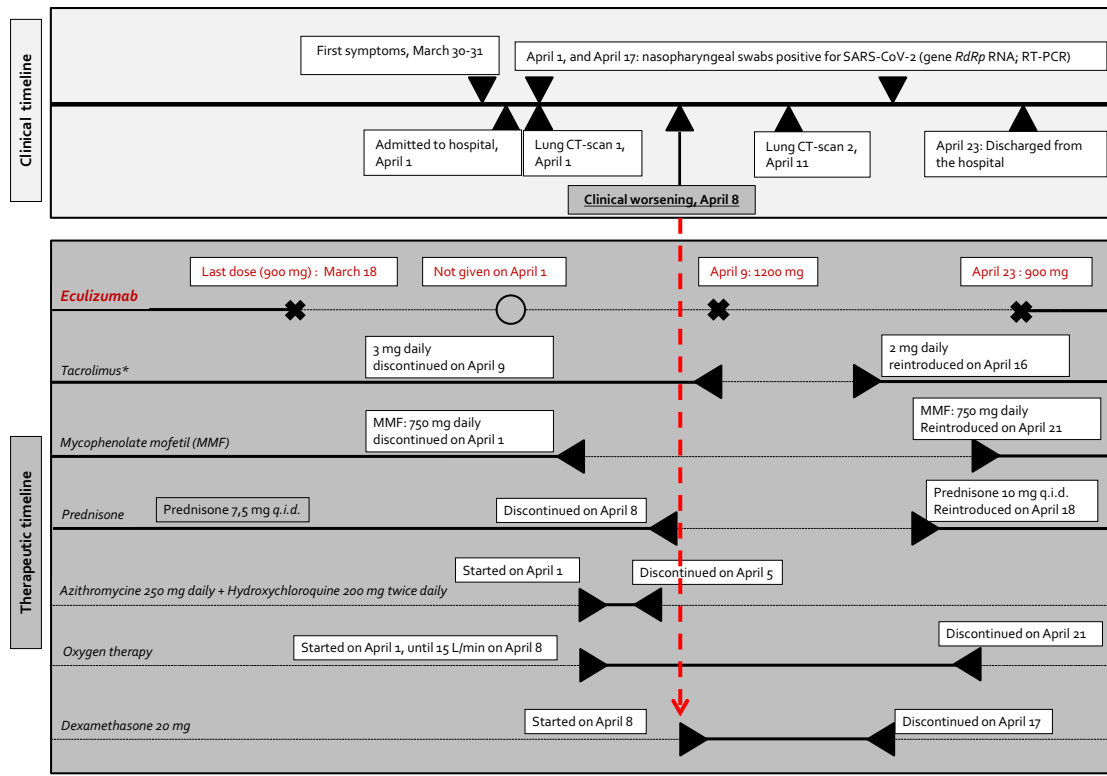 Clinical timeline
First symptoms, March 30-31
April 1, and April 17: nasopharyngeal swabs positive for SARS-CoV-2 (gene RdRp RNA; RT-PCR)
Admitted to hospital,
April 1
Lung CT-scan 1,
April 1
Lung CT-scan 2,
April 11
April 23: Discharged from
the hospital
Clinical worsening, April 8
Therapeutic timeline
Last dose (900 mg) : March 18
Not given on April 1
April 9: 1200 mg
April 23 : 900 mg
Eculizumab
3 mg daily
discontinued on April 9
2 mg daily
reintroduced on April 16
Tacrolimus*
MMF: 750 mg daily
discontinued on April 1
MMF: 750 mg daily
Reintroduced on April 21
Mycophenolate mofetil (MMF)
Prednisone 7,5 mg q.i.d.
Discontinued on April 8
Prednisone 10 mg q.i.d.
Reintroduced on April 18
Prednisone
Started on April 1
Discontinued on April 5
Azithromycine 250 mg daily + Hydroxychloroquine 200 mg twice daily
Started on April 1, until 15 L/min on April 8
Discontinued on April 21
Oxygen therapy
Started on April 8
Discontinued on April 17
Dexamethasone 20 mg